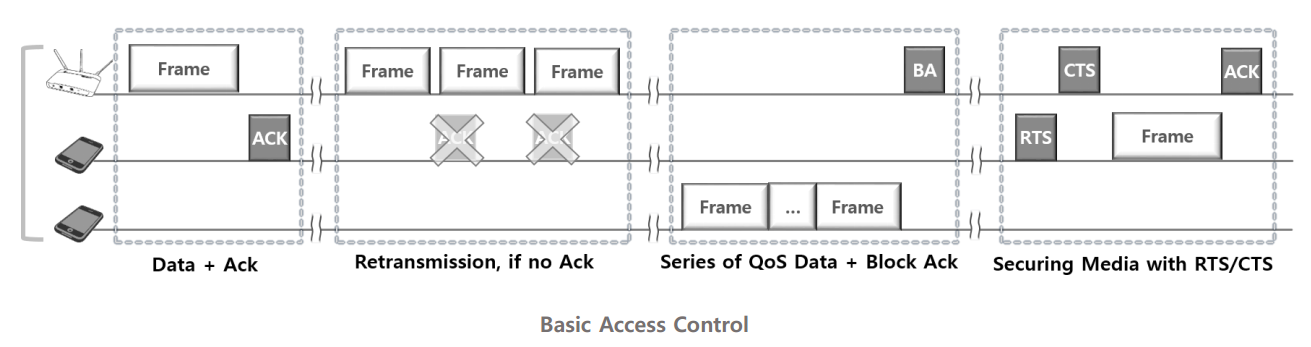 Frame
ACK
Data + Ack
Frame Frame Frame
ACK ACK
Retransmission, if no Ack
BA
Frame ... Frame
Series of QoS Data + Block Ack
CTS ACK
RTS Frame
Securing Media with RTS/CTS
Basic Access Control